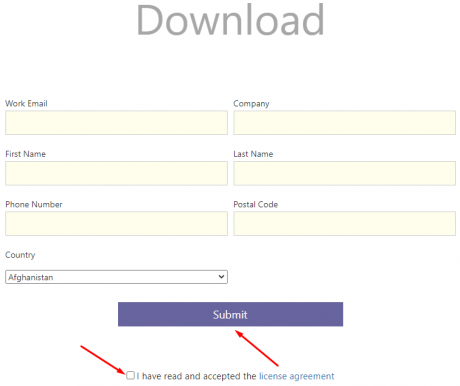 Download
Work Email
Company
First Name
Last Name
Phone Number
Postal Code
Country
Afghanistan
Submit
I have read and accepted the license agreement